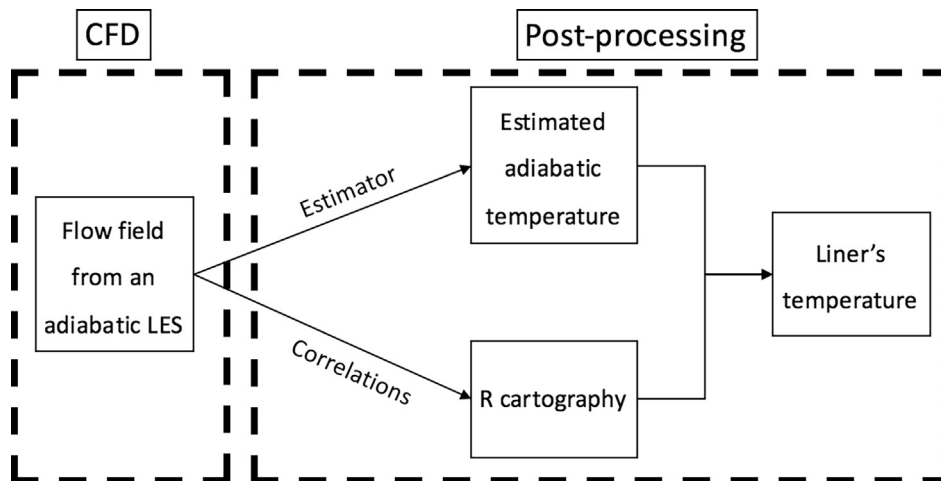 CFD
Post-processing
Flow field
from an
adiabatic LES
Estimator
Correlations
Estimated
adiabatic
temperature
R cartography
Liner's
temperature